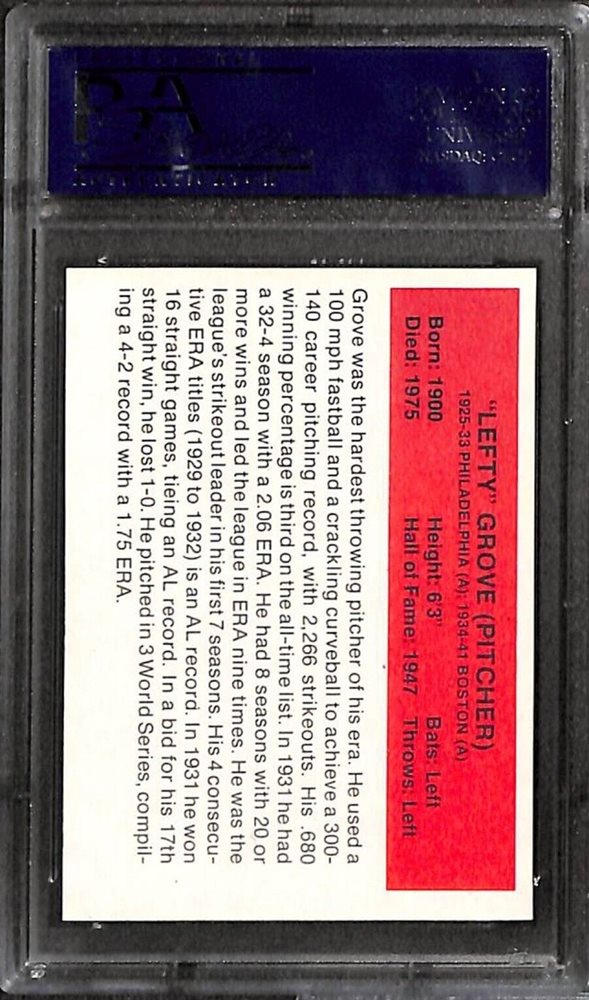 PSA
A
DIVISION OF
COLLECTORS
UNIVERSE
NASDAQ: CLCT
"LEFTY" GROVE (PITCHER)
1925-33 PHILADELPHIA (A); 1934-41 BOSTON (A)
Born: 1900 Height: 6'3" Bats: Left
Died: 1975 Hall of Fame: 1947 Throws: Left
Grove was the hardest throwing pitcher of his era. He used a
100 mph fastball and a crackling curveball to achieve a 300-
140 career pitching record, with 2,266 strikeouts. His .680
winning percentage is third on the all-time list. In 1931 he had
a 32-4 season with a 2.06 ERA. He had 8 seasons with 20 or
more wins and led the league in ERA nine times. He was the
league's strikeout leader in his first 7 seasons. His 4 consecu-
tive ERA titles (1929 to 1932) is an AL record. In 1931 he won
16 straight games, tieing an AL record. In a bid for his 17th
straight win, he lost 1-0. He pitched in 3 World Series, compil-
ing a 4-2 record with a 1.75 ERA.